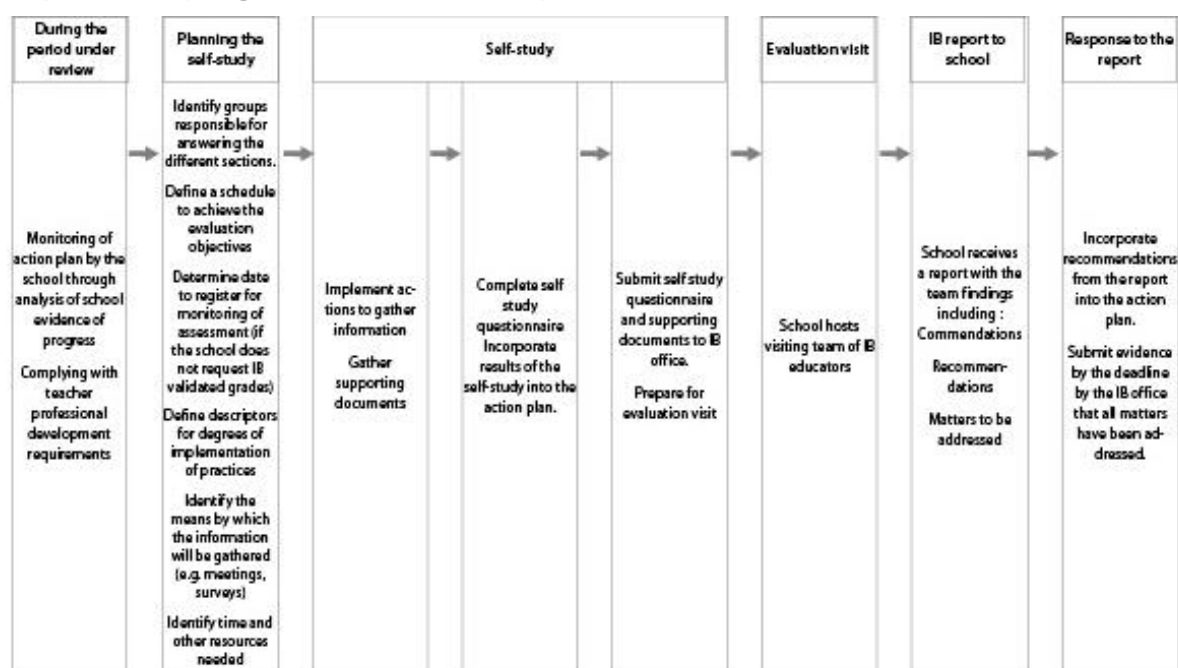 During the
period under
review
Planning the
self-study
Self-study
Evaluation visit
IB report to
school
Response to the
report
Monitoring of
action plan by the
school through
analysis of school
evidence of
progress
Complying with
teacher
professional
development
requirements
Identify groups
responsible for
answering the
different sections.
Define a schedule
to achieve the
evaluation
objectives
Determine date
to register for
monitoring of
assessment (if
the school does
not request IB
validated grades)
Define descriptors
for degrees of
implementation
of practices
Identify the
means by which
the information
will be gathered
(e.g. meetings,
surveys)
Identify time and
other resources
needed
Implement ac-
tions to gather
information
Gather
supporting
documents
Complete self
study
questionnaire
Incorporate
results of the
self-study into the
action plan.
Submit self study
questionnaire
and supporting
documents to IB
office.
Prepare for
evaluation visit
School hosts
visiting team of IB
educators
School receives
a report with the
team findings
including :
Commendations
Recommen-
dations
Matters to be
addressed
Incorporate
recommendations
from the report
into the action
plan.
Submit evidence
by the deadline
by the IB office
that all matters
have been ad-
dressed.